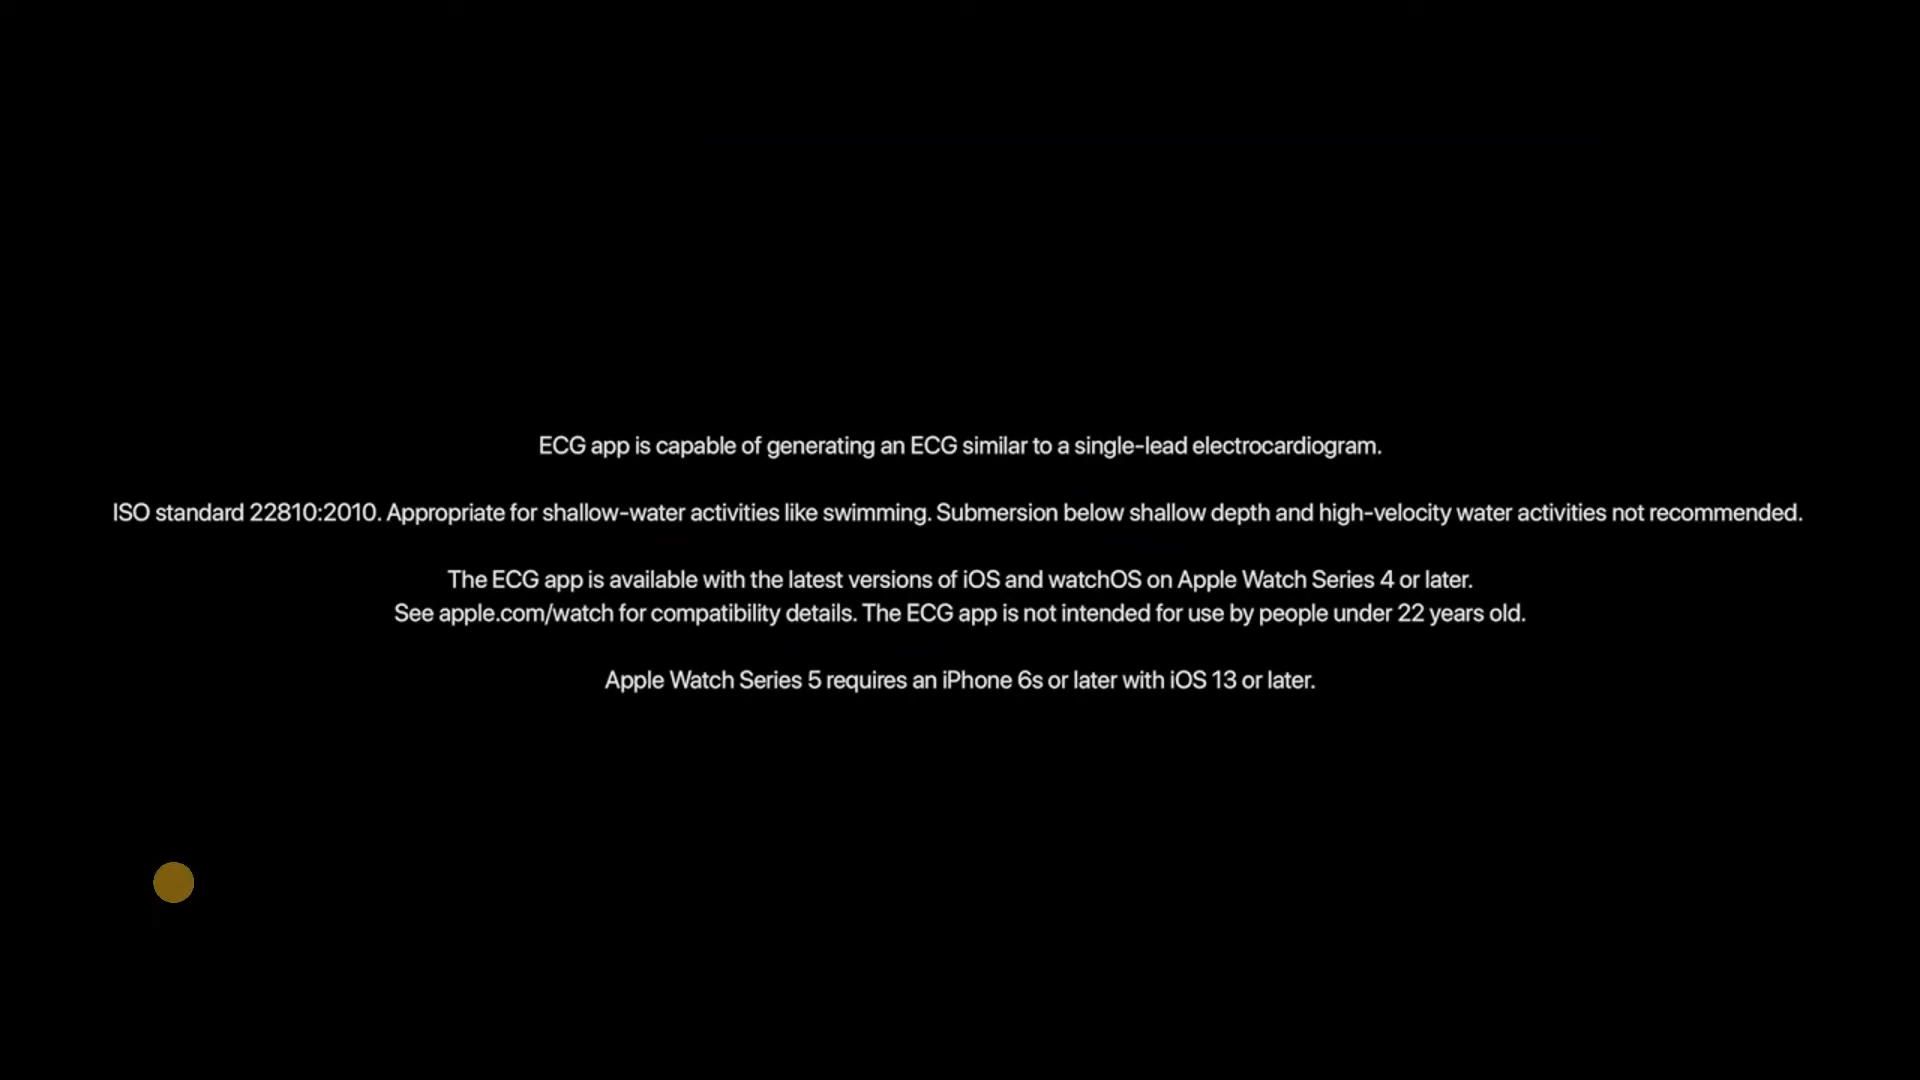 ECG app is capable of generating an ECG similar to a single-lead electrocardiogram.
ISO standard 22810:2010. Appropriate for shallow-water activities like swimming. Submersion below shallow depth and high-velocity water activities not recommended.
The ECG app is available with the latest versions of iOS and watchOS on Apple Watch Series 4 or later.
See apple.com/watch for compatibility details. The ECG app is not intended for use by people under 22 years old.
Apple Watch Series 5 requires an iPhone 6s or later with iOS 13 or later.